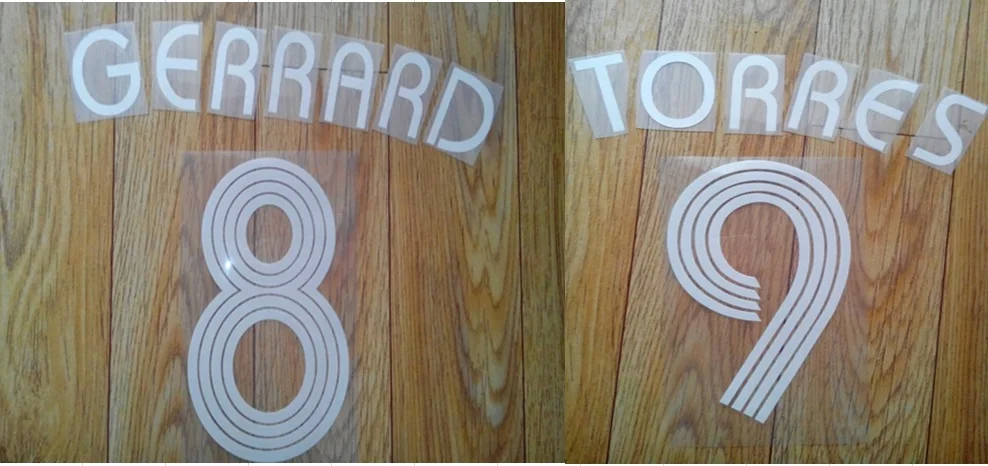 GERRARD
8
TORRES
9